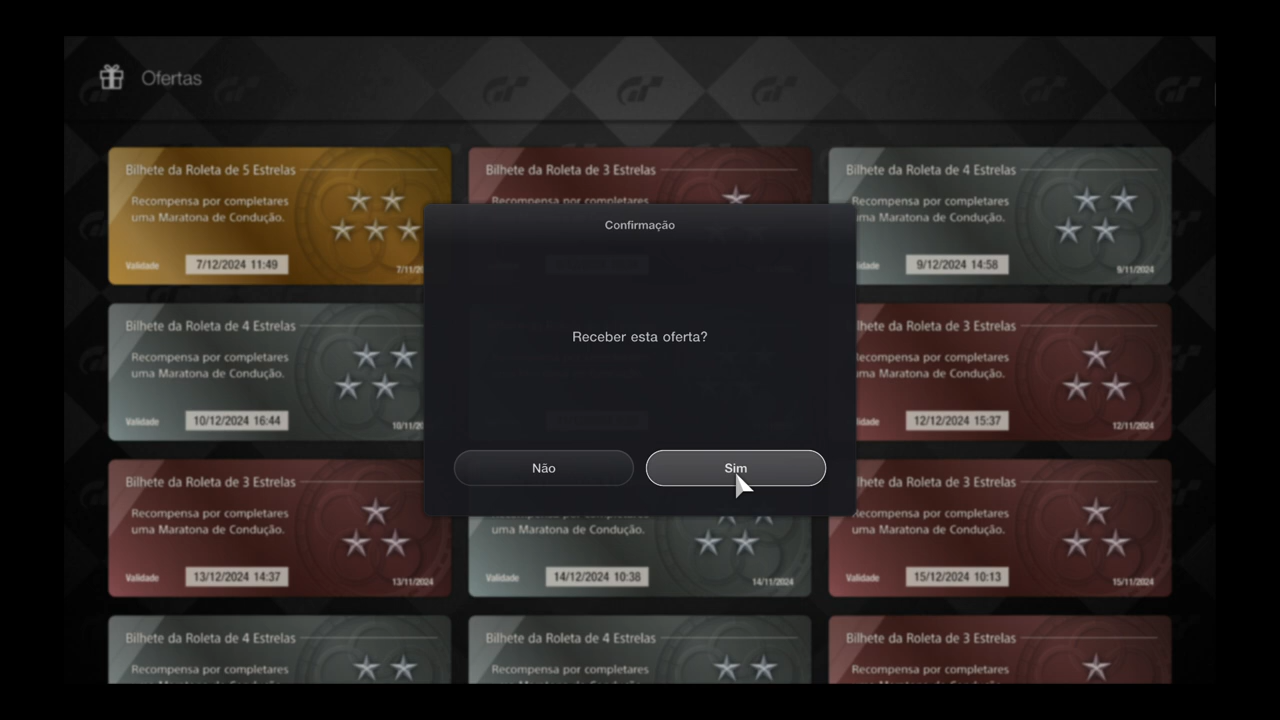 Ofertas
Bilhete da Roleta de 5 Estrelas
Recompensa por completares
uma Maratona de Condução.
Validade
7/12/2024 11:49
Bilhete da Roleta de 3 Estrelas
Bilhete da Roleta de 4 Estrelas
Recompensa por completares
uma Maratona de Condução.
9/12/2024 14:58
9/11/2024
Confirmação
Receber esta oferta?
Não
Sim
Bilhete da Roleta de 4 Estrelas
Recompensa por completares
uma Maratona de Condução.
Validade
10/12/2024 16:44
Bilhete da Roleta de 3 Estrelas
Recompensa por completares
uma Maratona de Condução.
12/12/2024 15:37
12/11/2024
Bilhete da Roleta de 3 Estrelas
Recompensa por completares
uma Maratona de Condução.
Validade
13/12/2024 14:37
13/11/2024
uma Maratona de Condução.
Validade
14/12/2024 10:38
14/11/2024
Bilhete da Roleta de 3 Estrelas
Recompensa por completares
uma Maratona de Condução.
Validade
15/12/2024 10:13
15/11/2024
Bilhete da Roleta de 4 Estrelas
Recompensa por completares
Bilhete da Roleta de 4 Estrelas
Recompensa por completares
Bilhete da Roleta de 3 Estrelas
Recompensa por completares